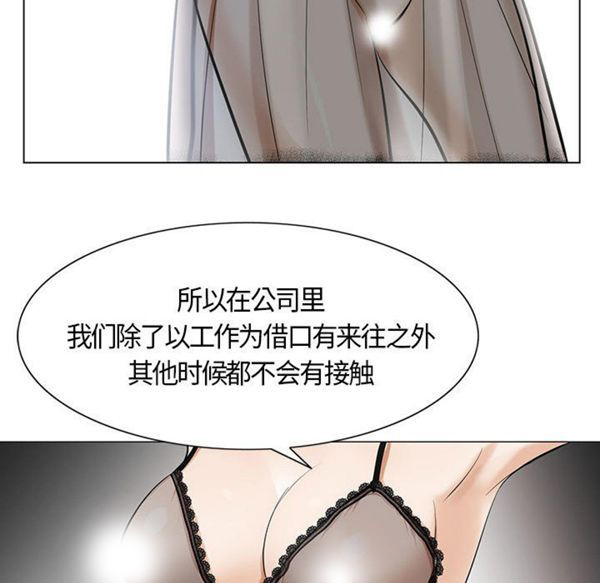 所以在公司里
我们除了以工作为借口有来往之外
其他时候都不会有接触